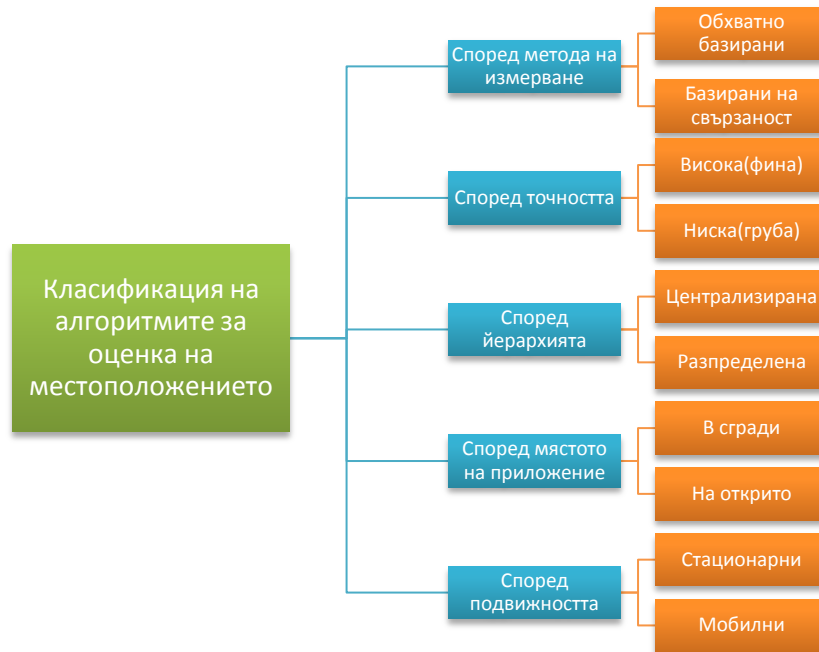 Класификация на
алгоритмите за
оценка на
местоположението
Според метода на
измерване
Обхватно
базирани
Базирани на
свързаност
Според точността
Висока(фина)
Ниска(груба)
Според
йерархията
Централизирана
Разпределена
Според мястото
на приложение
В сгради
На открито
Според
подвижността
Стационарни
Мобилни